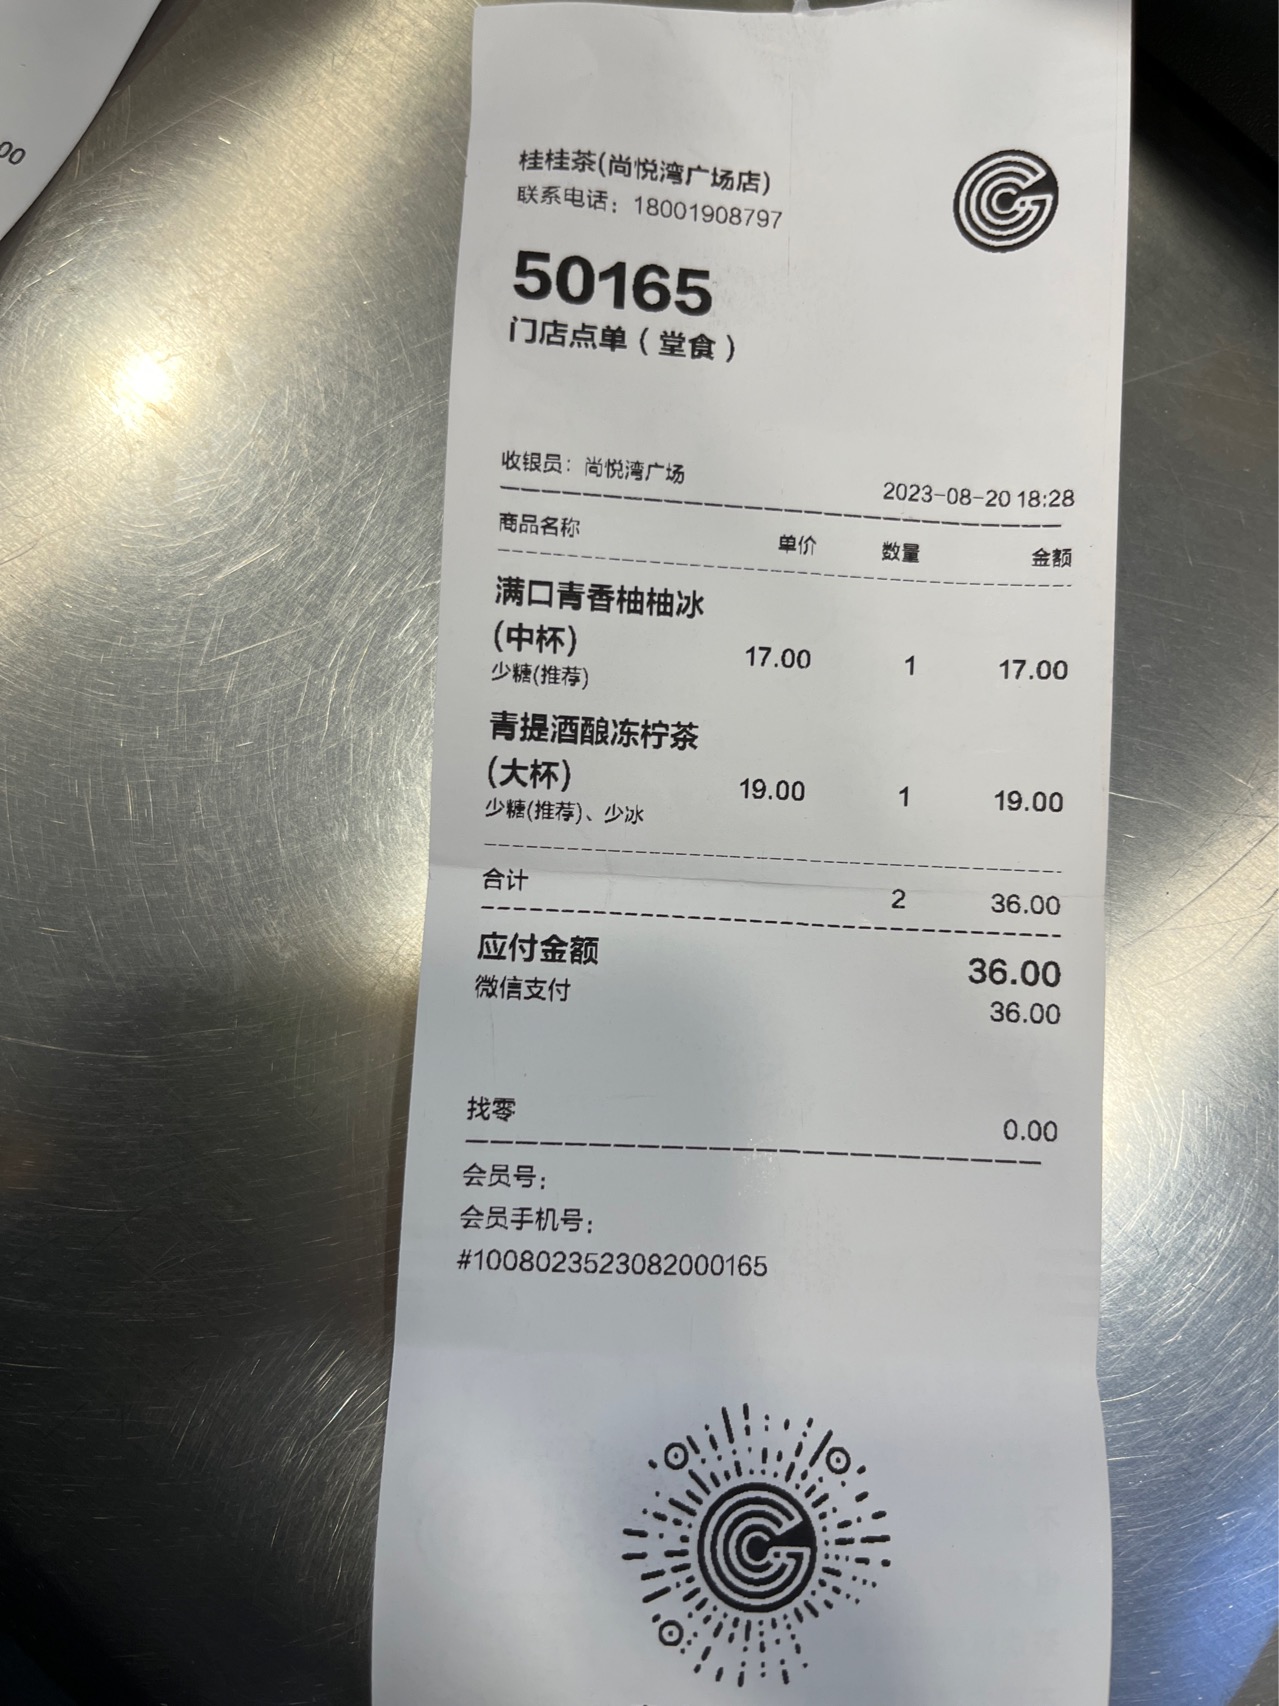 00
桂桂茶(尚悦湾广场店)
联系电话：18001908797
50165
门店点单（堂食）
收银员：尚悦湾广场 2023-08-20 18:28
商品名称 单价 数量 金额
满口青香柚柚冰
(中杯) 17.00 1 17.00
少糖(推荐)
青提酒酿冻柠茶
(大杯) 19.00 1 19.00
少糖(推荐)、少冰
合计 2 36.00
应付金额 36.00
微信支付 36.00
找零 0.00
会员号：
会员手机号：
#1008023523082000165